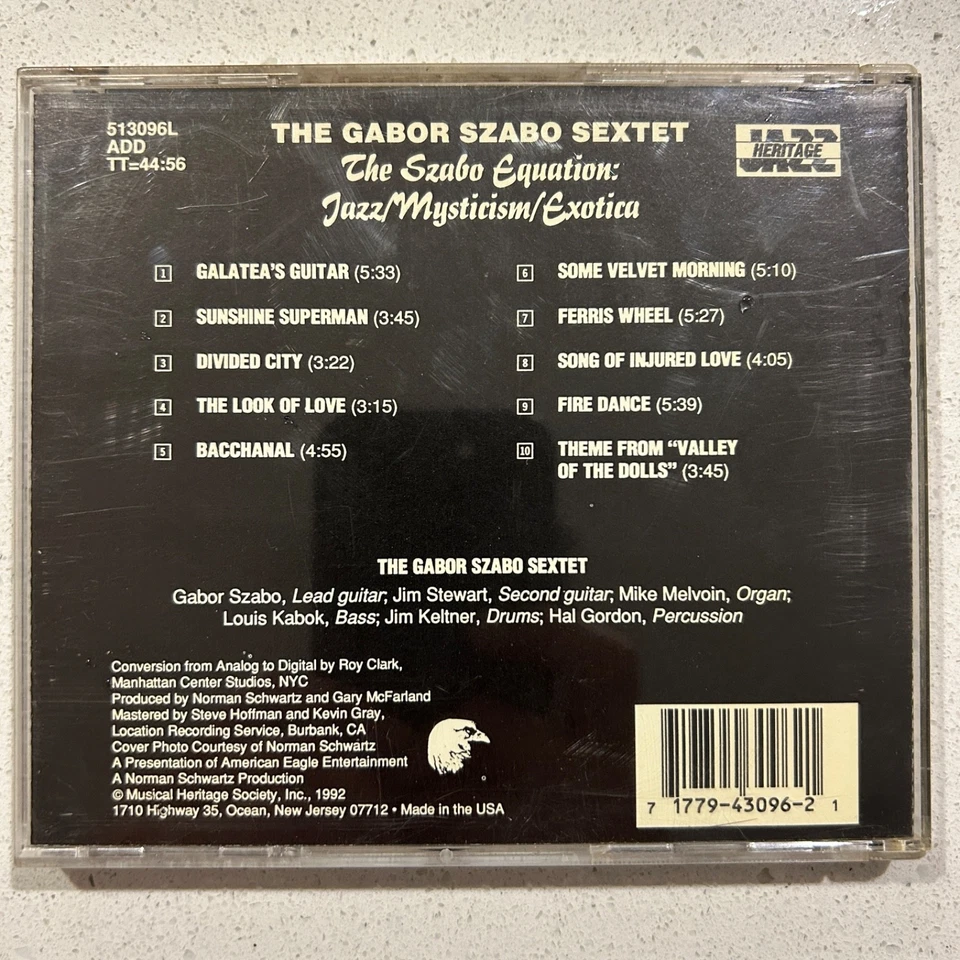 513096L
ADD
TT=44:56
THE GABOR SZABO SEXTET
The Szabo Equation:
Jazz/Mysticism/Exotica
JAZZ
HERITAGE
1 GALATEA'S GUITAR (5:33)
2 SUNSHINE SUPERMAN (3:45)
3 DIVIDED CITY (3:22)
4 THE LOOK OF LOVE (3:15)
5 BACCHANAL (4:55)
6 SOME VELVET MORNING (5:10)
7 FERRIS WHEEL (5:27)
8 SONG OF INJURED LOVE (4:05)
9 FIRE DANCE (5:39)
10 THEME FROM “VALLEY
OF THE DOLLS” (3:45)
THE GABOR SZABO SEXTET
Gabor Szabo, Lead guitar; Jim Stewart, Second guitar; Mike Melvoin, Organ;
Louis Kabok, Bass; Jim Keltner, Drums; Hal Gordon, Percussion
Conversion from Analog to Digital by Roy Clark,
Manhattan Center Studios, NYC
Produced by Norman Schwartz and Gary McFarland
Mastered by Steve Hoffman and Kevin Gray,
Location Recording Service, Burbank, CA
Cover Photo Courtesy of Norman Schwartz
A Presentation of American Eagle Entertainment
A Norman Schwartz Production
© Musical Heritage Society, Inc., 1992
1710 Highway 35, Ocean, New Jersey 07712 • Made in the USA
7 1779-43096-2 1